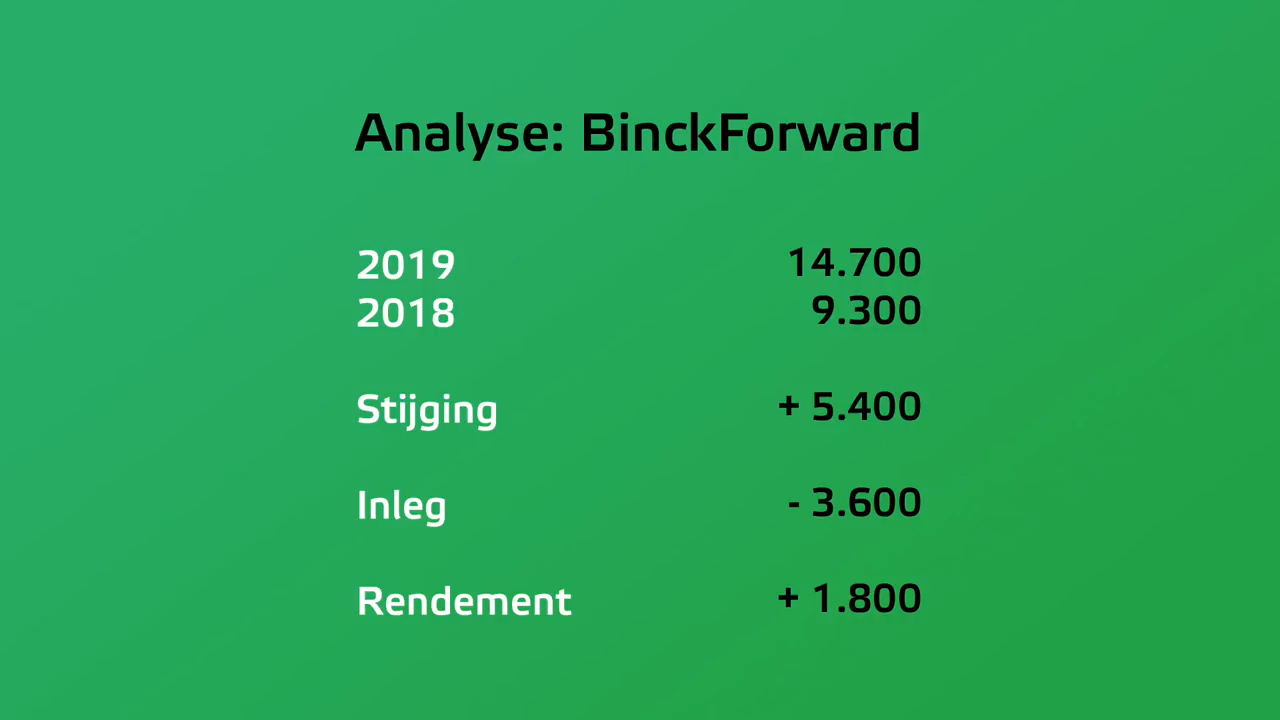 Analyse: BinckForward
2019 14.700
2018 9.300
Stijging + 5.400
Inleg - 3.600
Rendement + 1.800